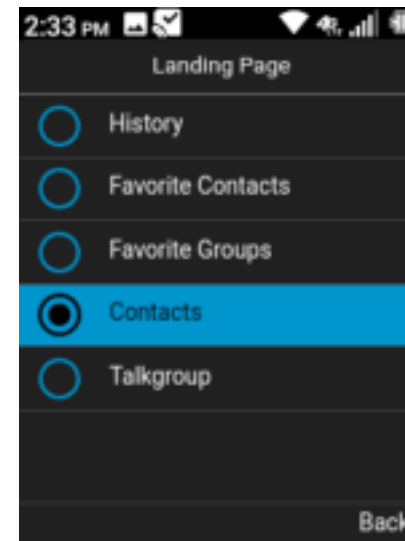 2:33 PM
Landing Page
History
Favorite Contacts
Favorite Groups
Contacts
Talkgroup
Back